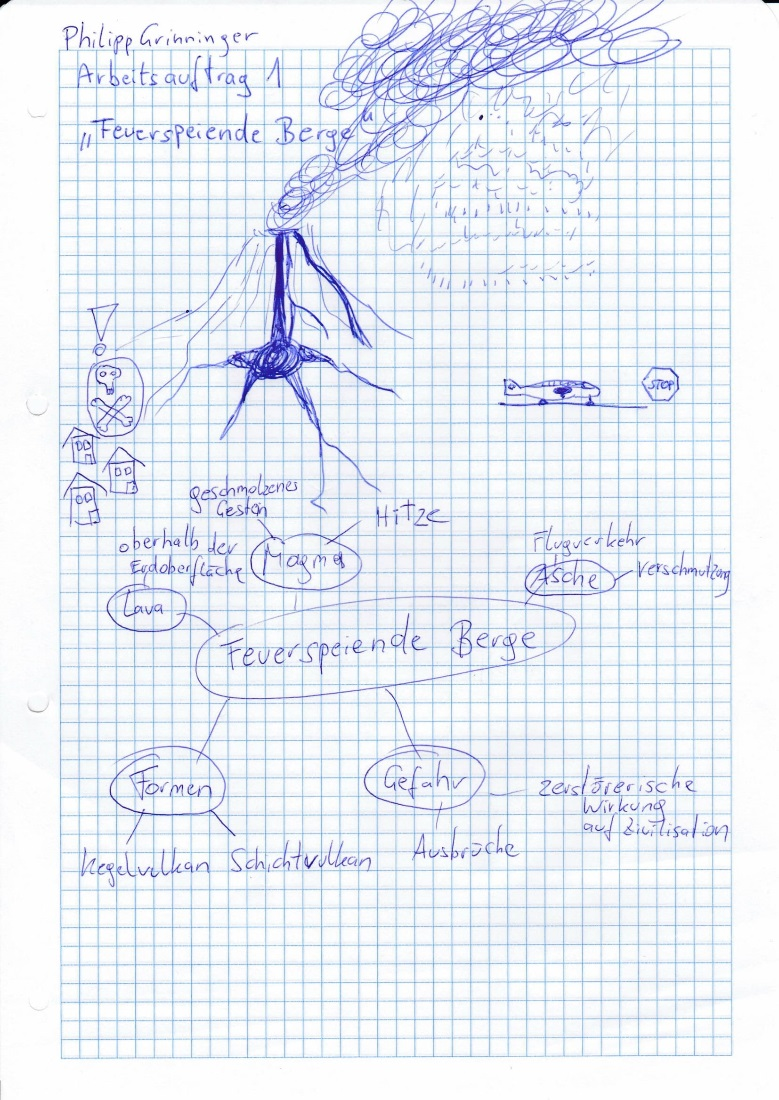 Philipp Grinninger
Arbeitsauftrag 1
„Feuerspeiende Berge"
STOP
geschmolzenes
Gestein
Hitze
Magma
oberhalb der
Erdoberfläche
Lava
Flugverkehr
Asche
Verschmutzung
Feuerspeiende Berge
Formen
Kegelvulkan
Schichtvulkan
Gefahr
Ausbrüche
zerstörerische
Wirkung
auf Zivilisation